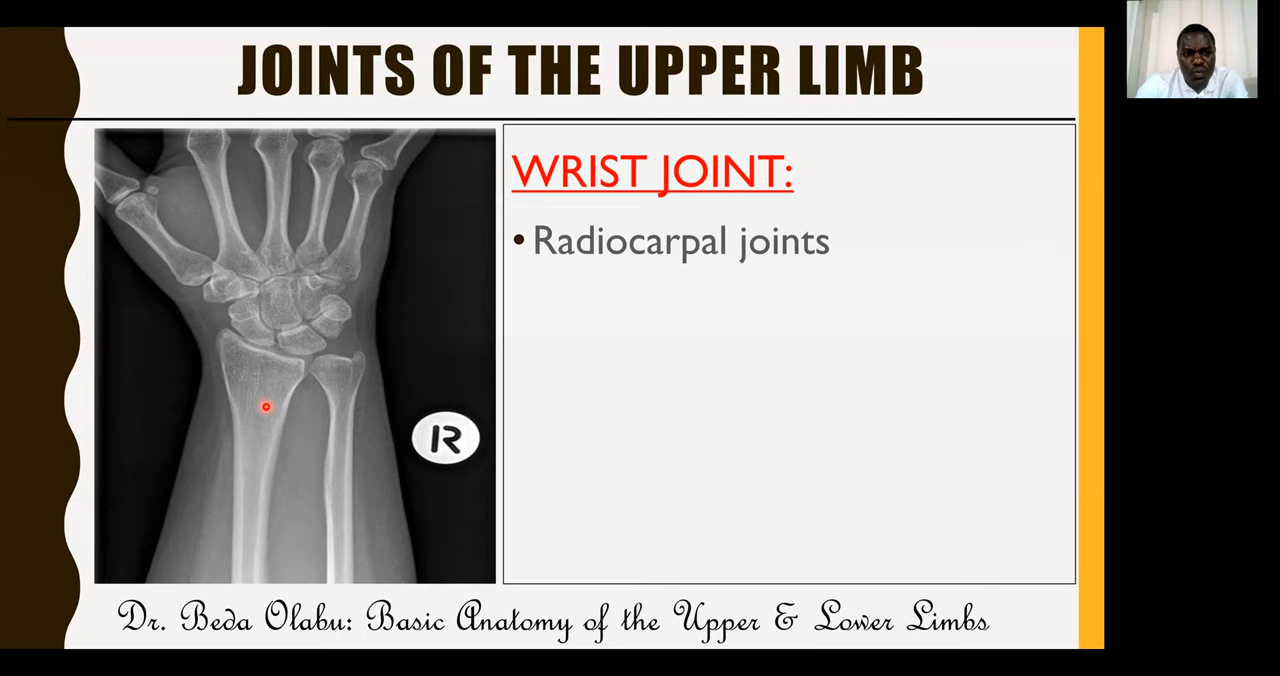 JOINTS OF THE UPPER LIMB
WRIST JOINT:
• Radiocarpal joints
R
Dr. Beda Olabu: Basic Anatomy of the Upper & Lower Limbs